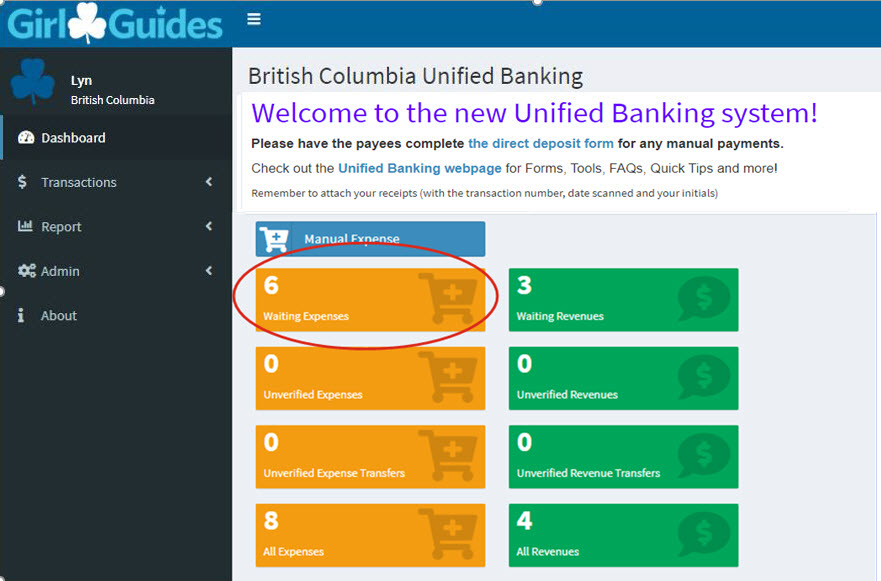 Girl Guides
Lyn
British Columbia
Dashboard
Transactions
Report
Admin
About
British Columbia Unified Banking
Welcome to the new Unified Banking system!
Please have the payees complete the direct deposit form for any manual payments.
Check out the Unified Banking webpage for Forms, Tools, FAQs, Quick Tips and more!
Remember to attach your receipts (with the transaction number, date scanned and your initials)
Manual Expense
6
Waiting Expenses
3
Waiting Revenues
0
Unverified Expenses
0
Unverified Revenues
0
Unverified Expense Transfers
0
Unverified Revenue Transfers
8
All Expenses
4
All Revenues